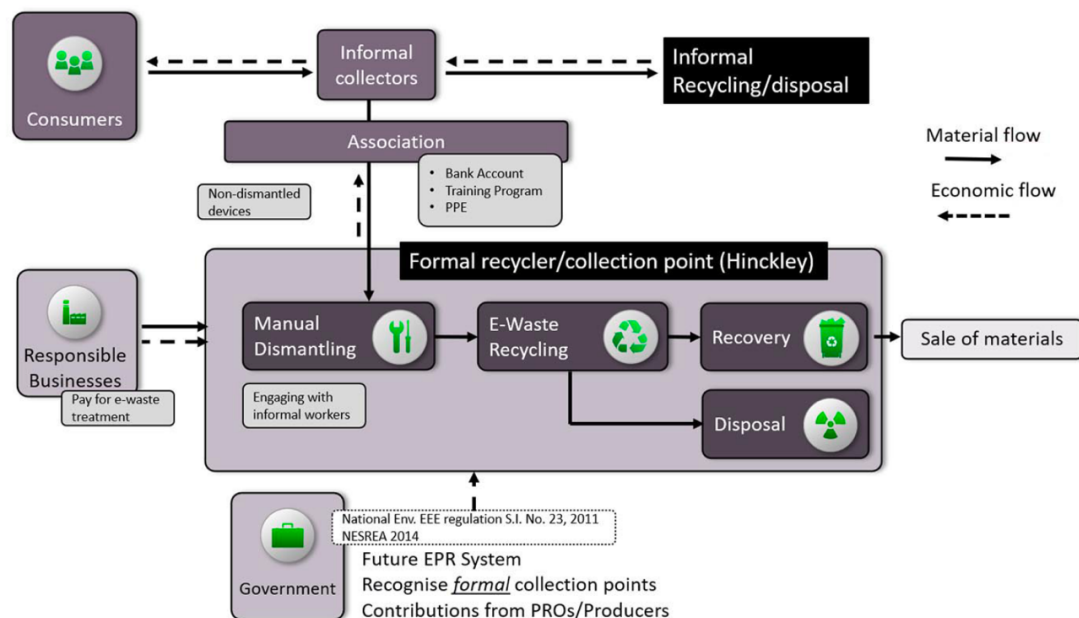 Consumers
Informal
collectors
Informal
Recycling/disposal
Association
• Bank Account
• Training Program
• PPE
Non-dismantled
devices
Material flow
Economic flow
Formal recycler/collection point (Hinckley)
Responsible
Businesses
Pay for e-waste
treatment
Manual
Dismantling
Engaging with
informal workers
E-Waste
Recycling
Recovery
Disposal
Sale of materials
Government
National Env. EEE regulation S.I. No. 23, 2011
NESREA 2014
Future EPR System
Recognise formal collection points
Contributions from PROs/Producers